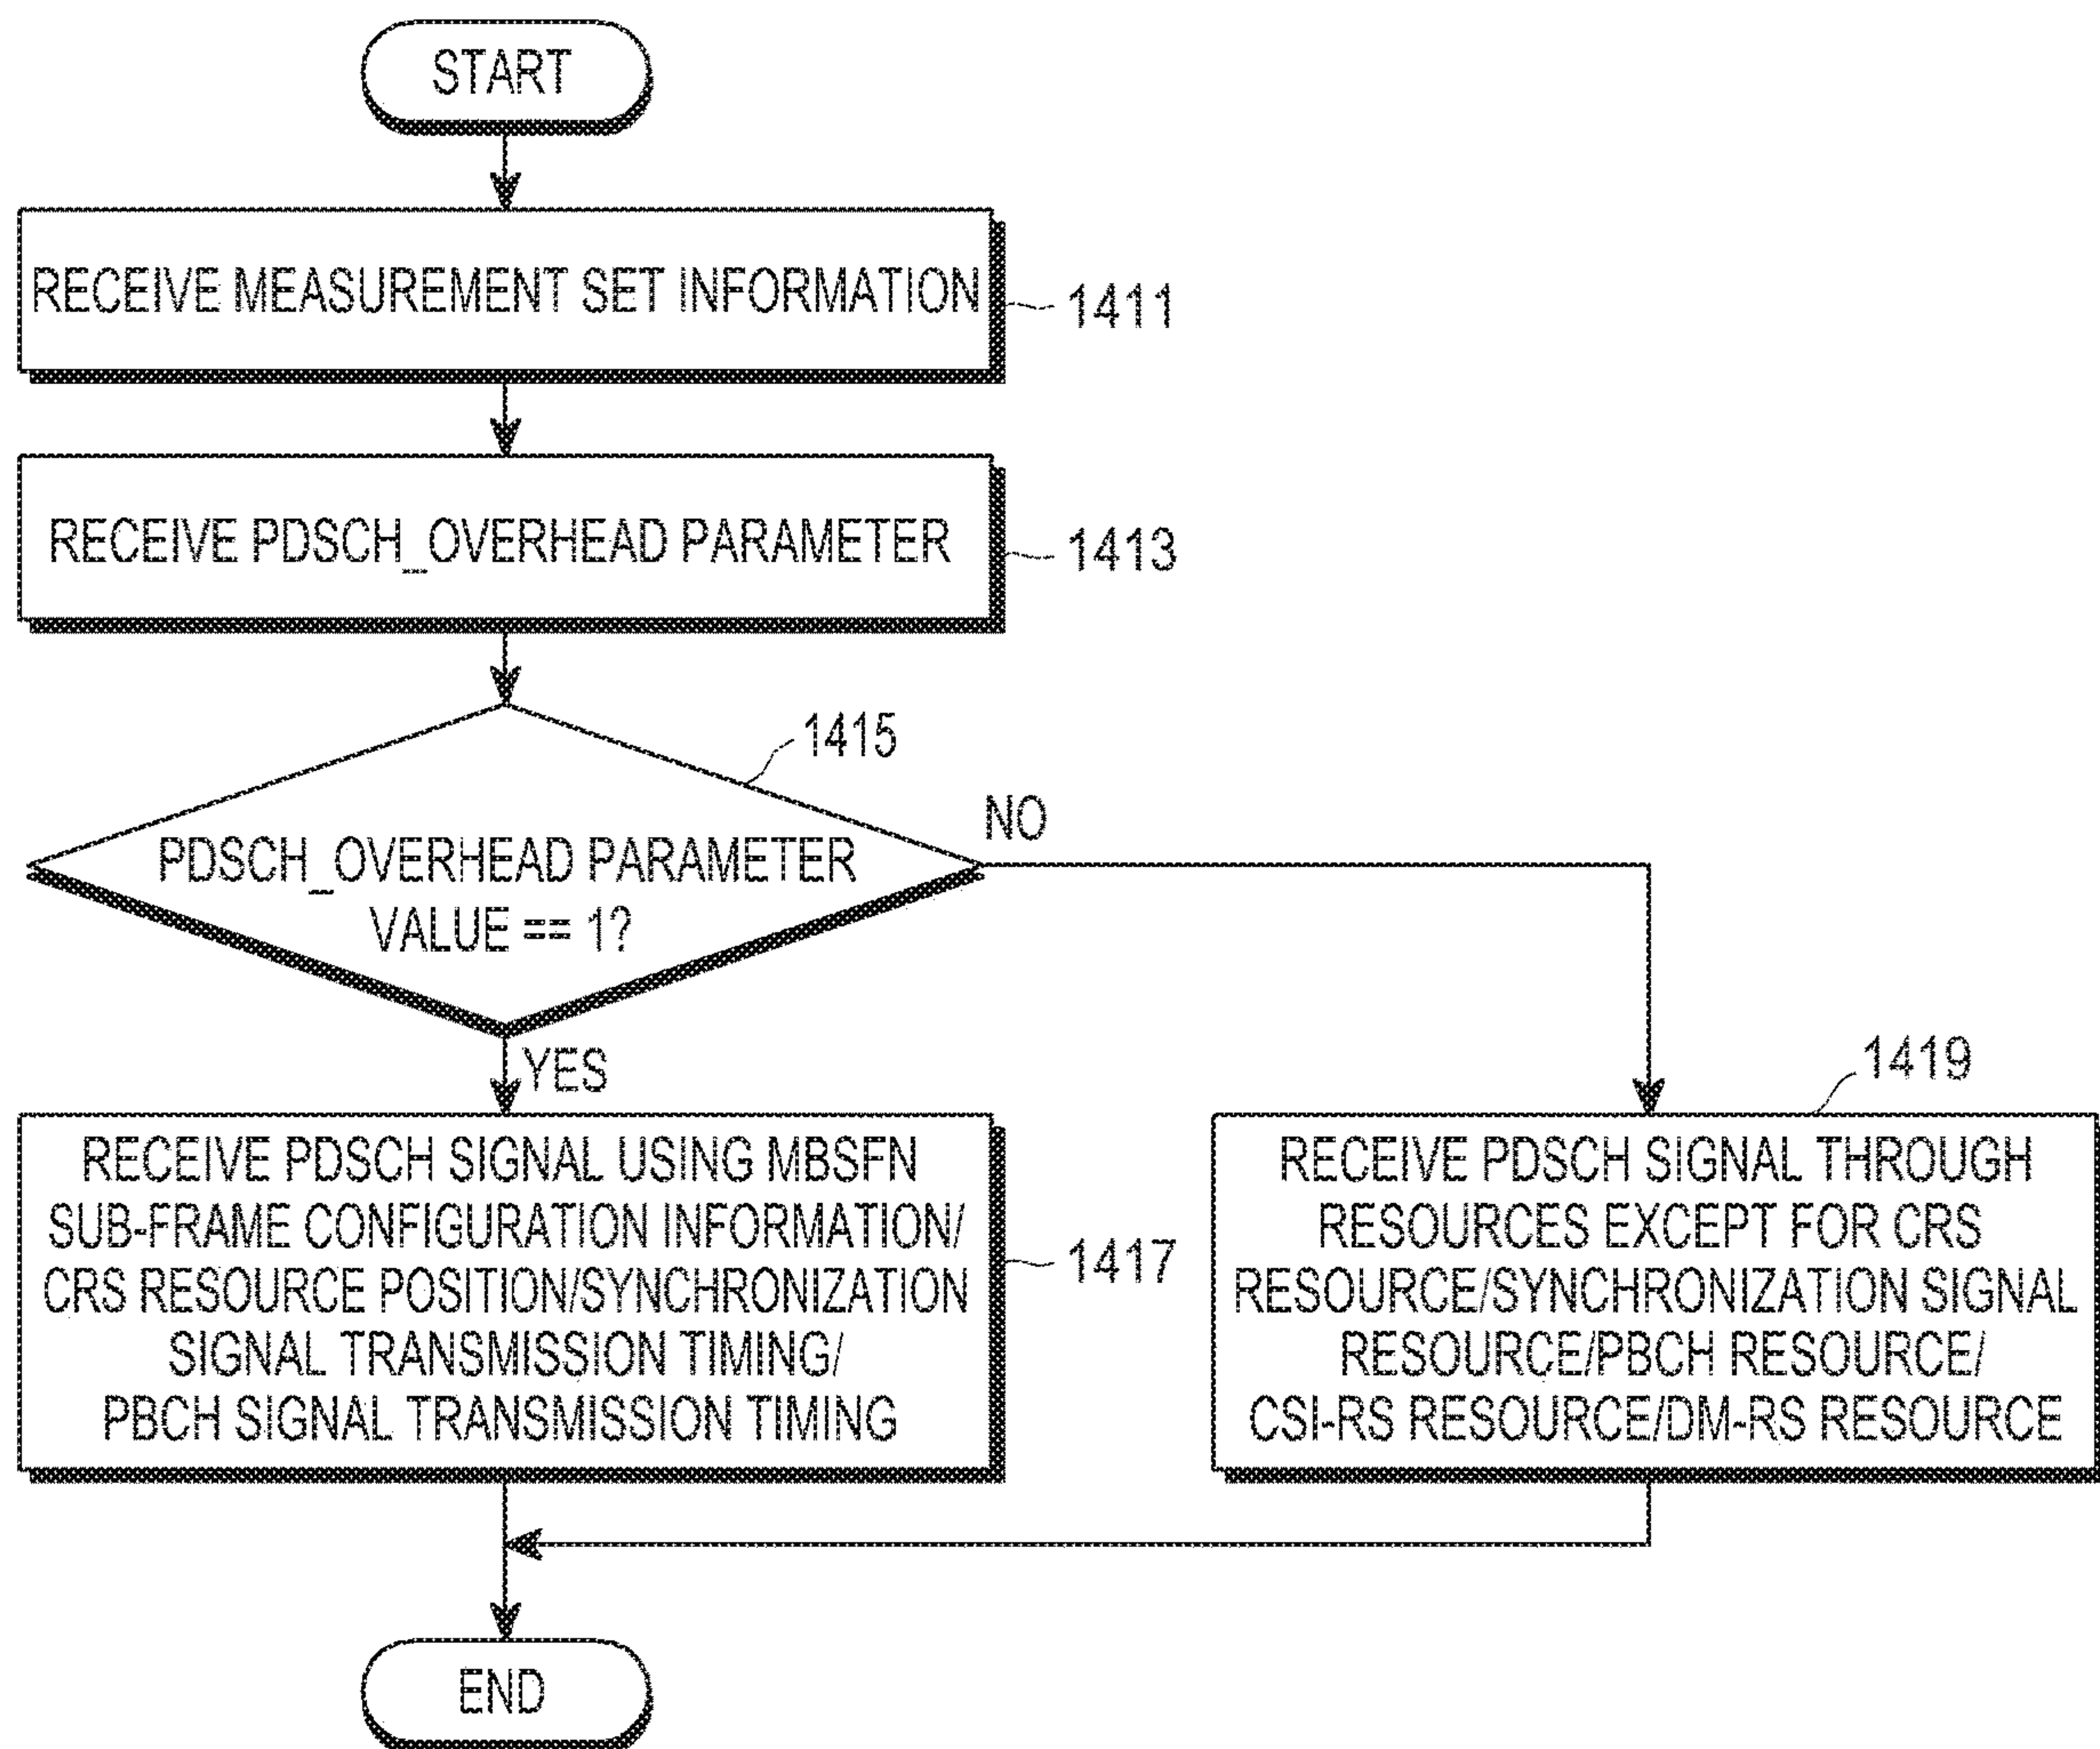 START
RECEIVE MEASUREMENT SET INFORMATION
1411
RECEIVE PDSCH_OVERHEAD PARAMETER
1413
1415
PDSCH_OVERHEAD PARAMETER
VALUE == 1?
NO
YES
RECEIVE PDSCH SIGNAL USING MBSFN
SUB-FRAME CONFIGURATION INFORMATION/
CRS RESOURCE POSITION/SYNCHRONIZATION
SIGNAL TRANSMISSION TIMING/
PBCH SIGNAL TRANSMISSION TIMING
1417
1419
RECEIVE PDSCH SIGNAL THROUGH
RESOURCES EXCEPT FOR CRS
RESOURCE/SYNCHRONIZATION SIGNAL
RESOURCE/PBCH RESOURCE/
CSI-RS RESOURCE/DM-RS RESOURCE
END